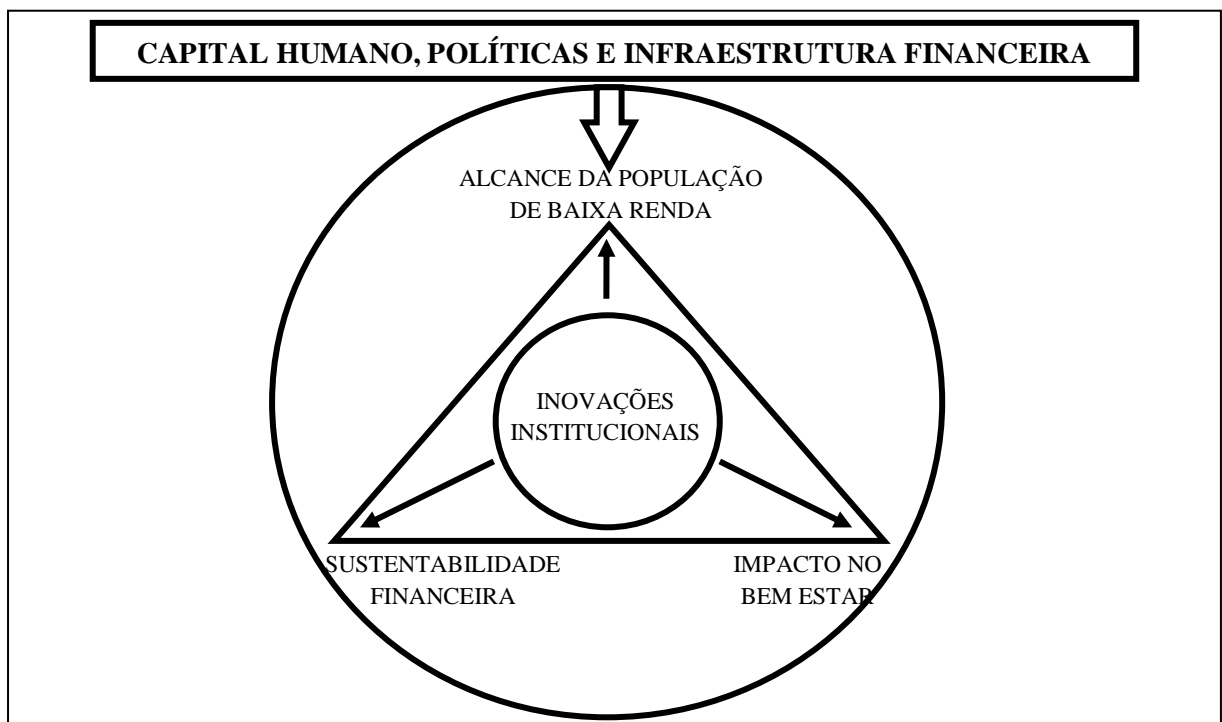 CAPITAL HUMANO, POLÍTICAS E INFRAESTRUTURA FINANCEIRA
ALCANCE DA POPULAÇÃO
DE BAIXA RENDA
INOVAÇÕES
INSTITUCIONAIS
SUSTENTABILIDADE
FINANCEIRA
IMPACTO NO
BEM ESTAR